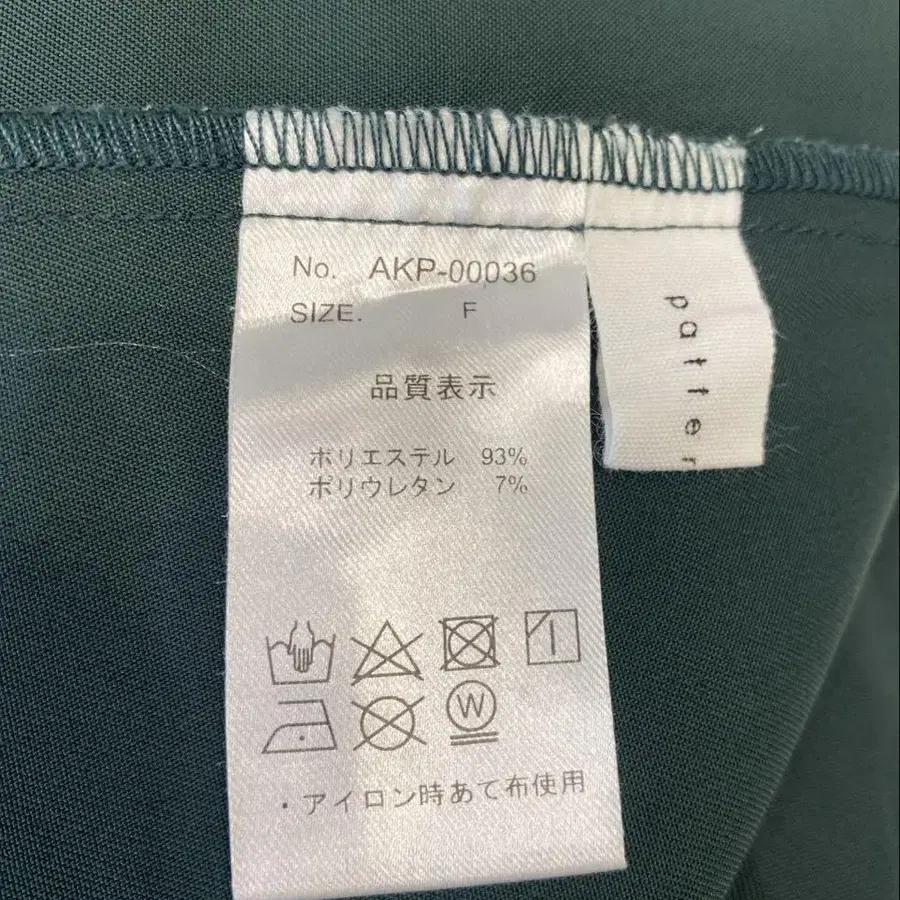 No. AKP-00036
SIZE. F
品質表示
ポリエステル 93%
ポリウレタン 7%
W
・アイロン時あて布使用
patter